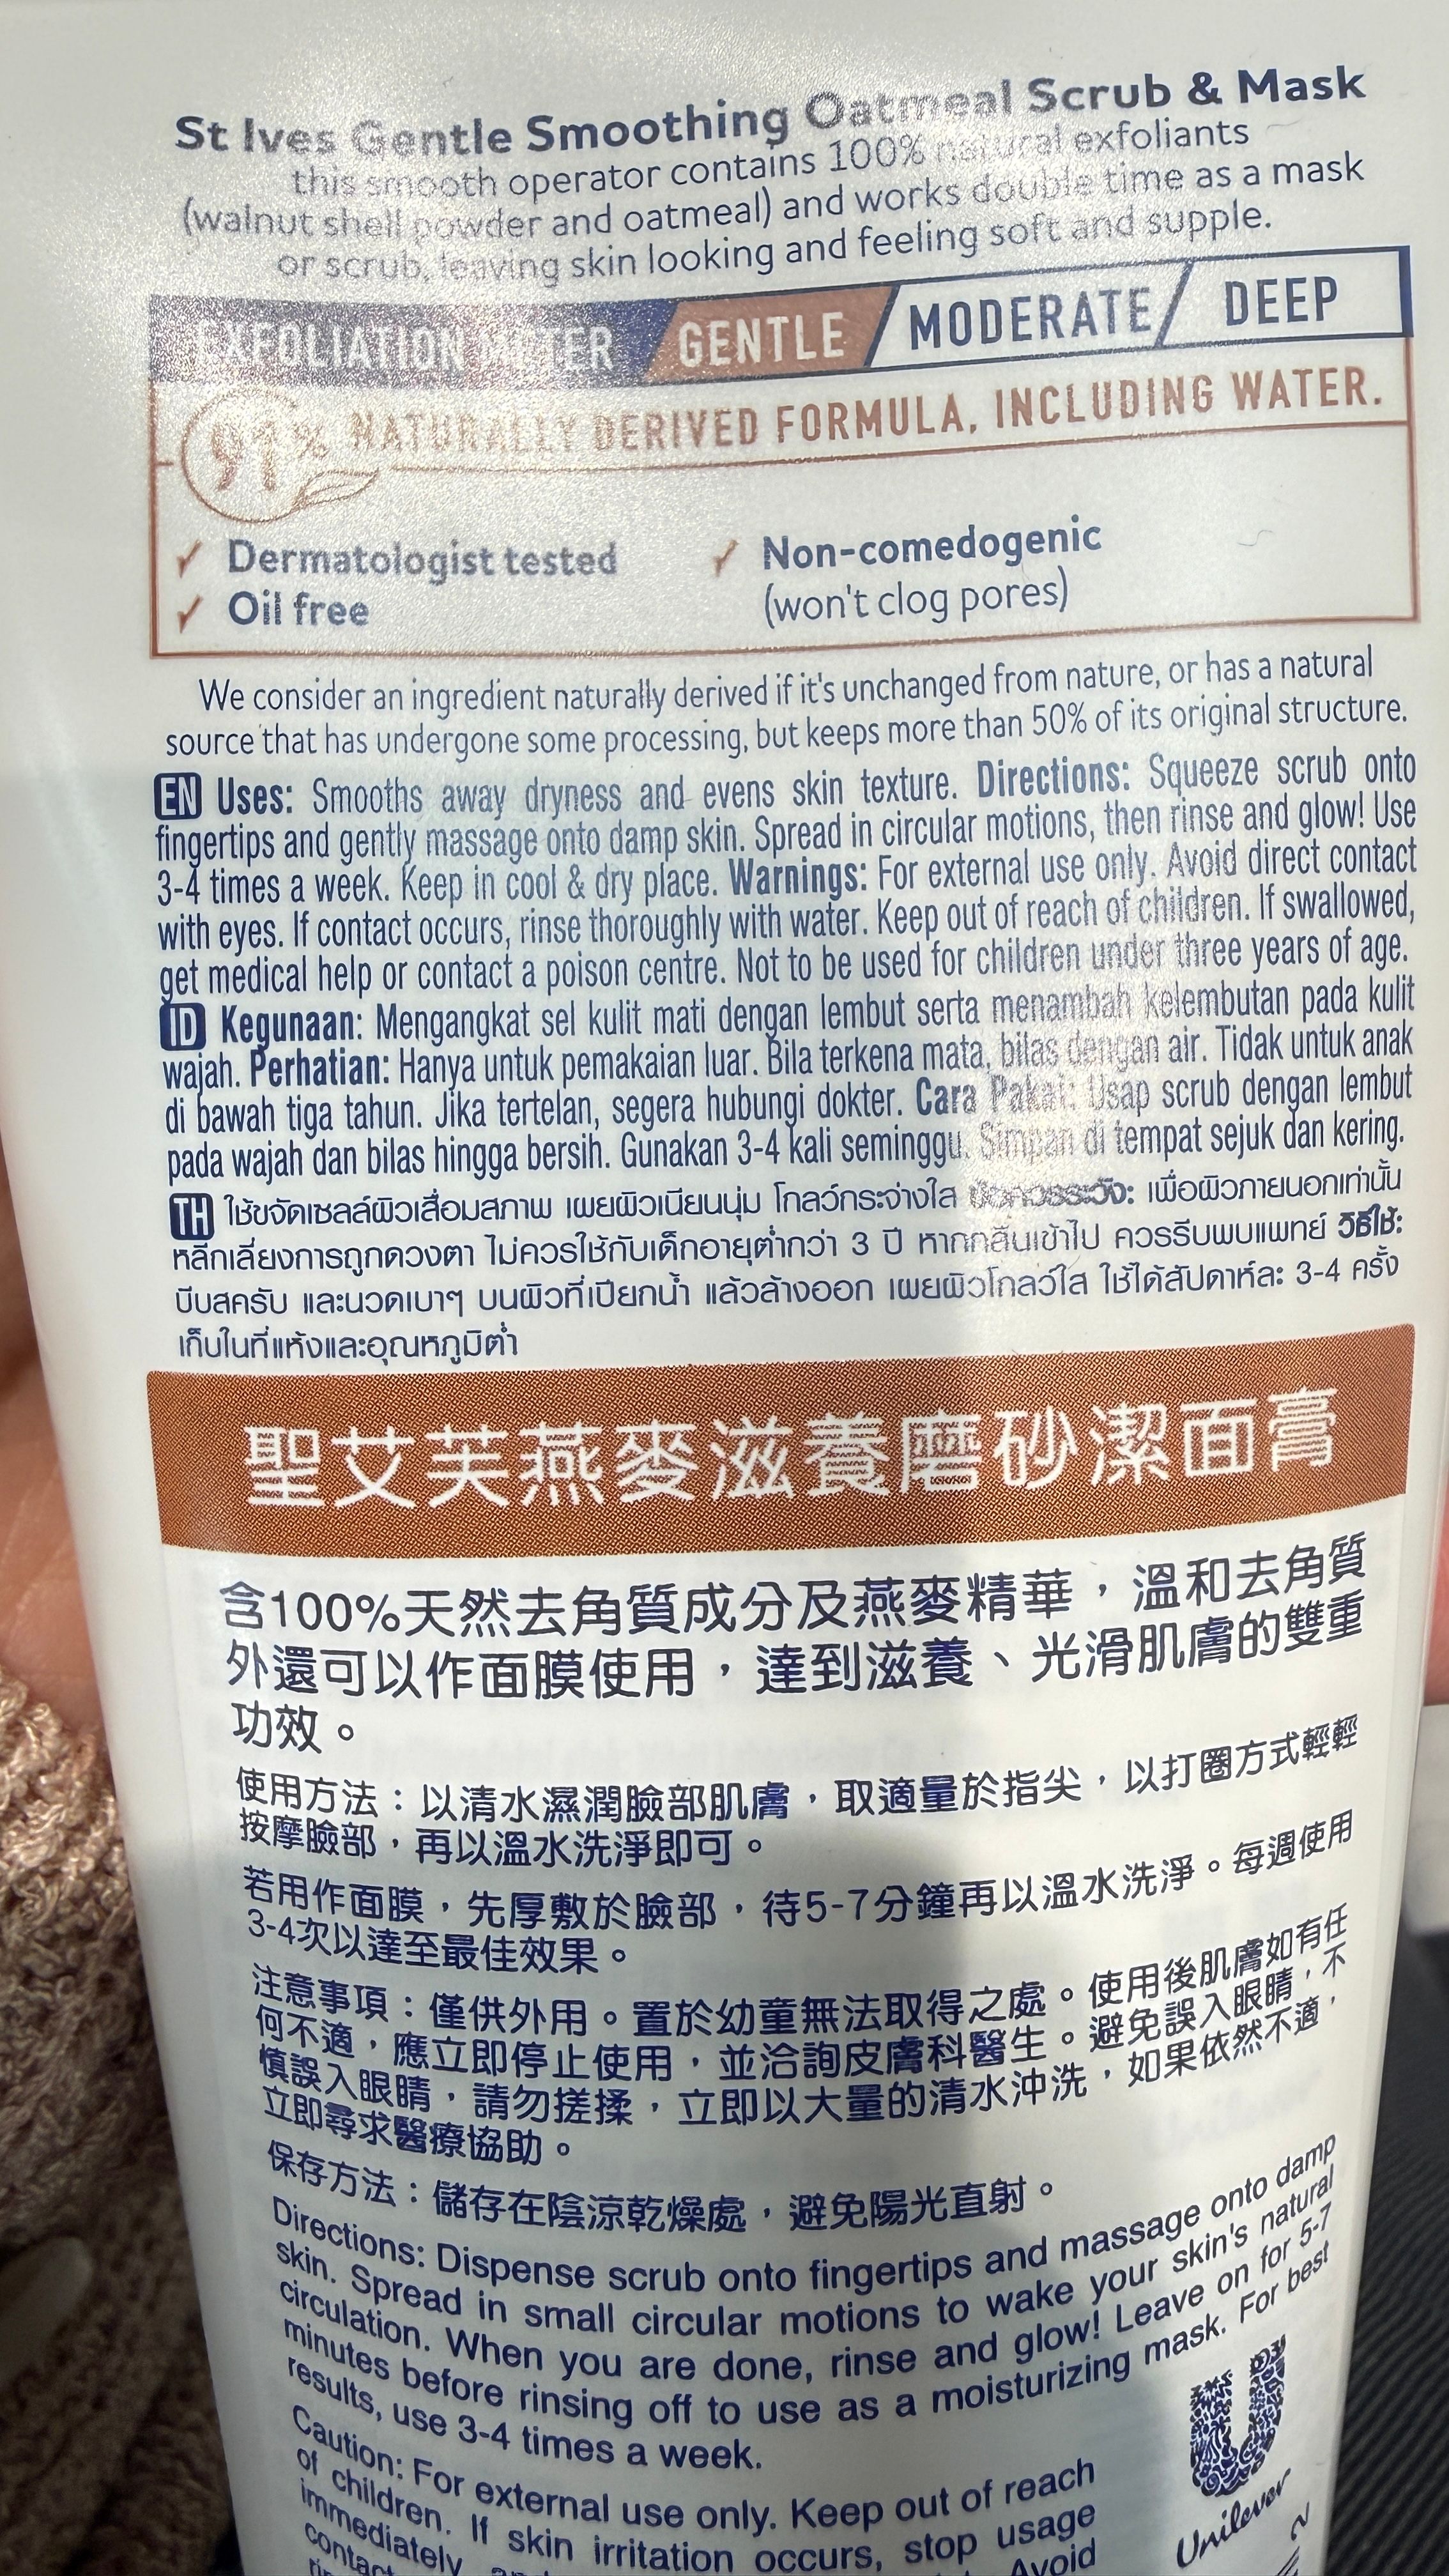 St Ives Gentle Smoothing Oatmeal Scrub & Mask
this smooth operator contains 100% natural exfoliants
(walnut shell powder and oatmeal) and works double time as a mask
or scrub, leaving skin looking and feeling soft and supple.
EXFOLIATION METER GENTLE MODERATE DEEP
91% NATURALLY DERIVED FORMULA, INCLUDING WATER.
✓ Dermatologist tested ✓ Non-comedogenic
✓ Oil free (won't clog pores)
We consider an ingredient naturally derived if it's unchanged from nature, or has a natural
source that has undergone some processing, but keeps more than 50% of its original structure.
EN Uses: Smooths away dryness and evens skin texture. Directions: Squeeze scrub onto
fingertips and gently massage onto damp skin. Spread in circular motions, then rinse and glow! Use
3-4 times a week. Keep in cool & dry place. Warnings: For external use only. Avoid direct contact
with eyes. If contact occurs, rinse thoroughly with water. Keep out of reach of children. If swallowed,
get medical help or contact a poison centre. Not to be used for children under three years of age.
ID Kegunaan: Mengangkat sel kulit mati dengan lembut serta menambah kelembutan pada kulit
wajah. Perhatian: Hanya untuk pemakaian luar. Bila terkena mata, bilas dengan air. Tidak untuk anak
di bawah tiga tahun. Jika tertelan, segera hubungi dokter. Cara Pakai: Usap scrub dengan lembut
pada wajah dan bilas hingga bersih. Gunakan 3-4 kali seminggu. Simpan di tempat sejuk dan kering.
TH ใช้ขจัดเซลล์ผิวเสื่อมสภาพ เผยผิวเนียนนุ่ม โกลว์กระจ่างใส ข้อควรระวัง: เพื่อผิวภายนอกเท่านั้น
หลีกเลี่ยงการถูกดวงตา ไม่ควรใช้กับเด็กอายุต่ำกว่า 3 ปี หากกลืนเข้าไป ควรรีบพบแพทย์ วิธีใช้:
บีบสครับ และนวดเบาๆ บนผิวที่เปียกน้ำ แล้วล้างออก เผยผิวโกลว์ใส ใช้ได้สัปดาห์ละ 3-4 ครั้ง
เก็บในที่แห้งและอุณหภูมิต่ำ
聖艾芙燕麥滋養磨砂潔面膏
含100%天然去角質成分及燕麥精華，溫和去角質
外還可以作面膜使用，達到滋養、光滑肌膚的雙重
功效。
使用方法：以清水濕潤臉部肌膚，取適量於指尖，以打圈方式輕輕
按摩臉部，再以溫水洗淨即可。
若用作面膜，先厚敷於臉部，待5-7分鐘再以溫水洗淨。每週使用
3-4次以達至最佳效果。
注意事項：僅供外用。置於幼童無法取得之處。使用後肌膚如有任
何不適，應立即停止使用，並洽詢皮膚科醫生。避免誤入眼睛，不
慎誤入眼睛，請勿搓揉，立即以大量的清水沖洗，如果依然不適，
立即尋求醫療協助。
保存方法：儲存在陰涼乾燥處，避免陽光直射。
Directions: Dispense scrub onto fingertips and massage onto damp
skin. Spread in small circular motions to wake your skin's natural
circulation. When you are done, rinse and glow! Leave on for 5-7
minutes before rinsing off to use as a moisturizing mask. For best
results, use 3-4 times a week.
Caution: For external use only. Keep out of reach
of children. If skin irritation occurs, stop usage
immediately
Avoid
Unilever